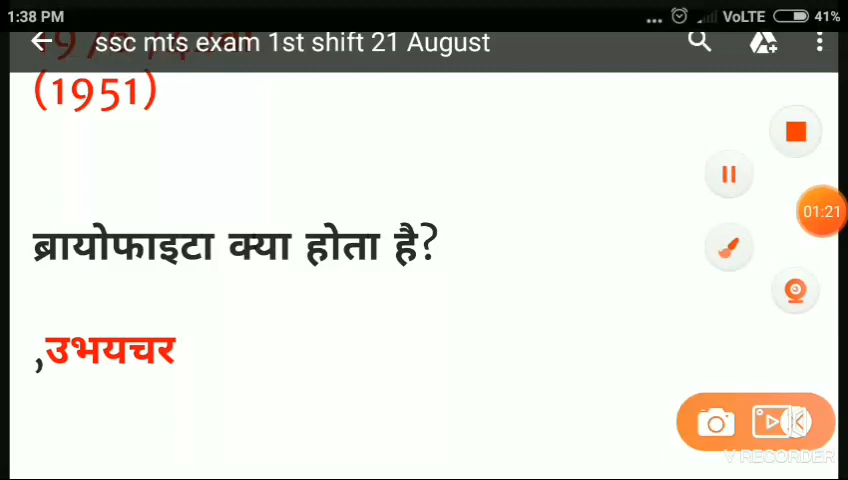 1:38 PM ... VoLTE 41%
ssc mts exam 1st shift 21 August
(1951)
01:21
ब्रायोफाइटा क्या होता है?
,उभयचर
V RECORDER